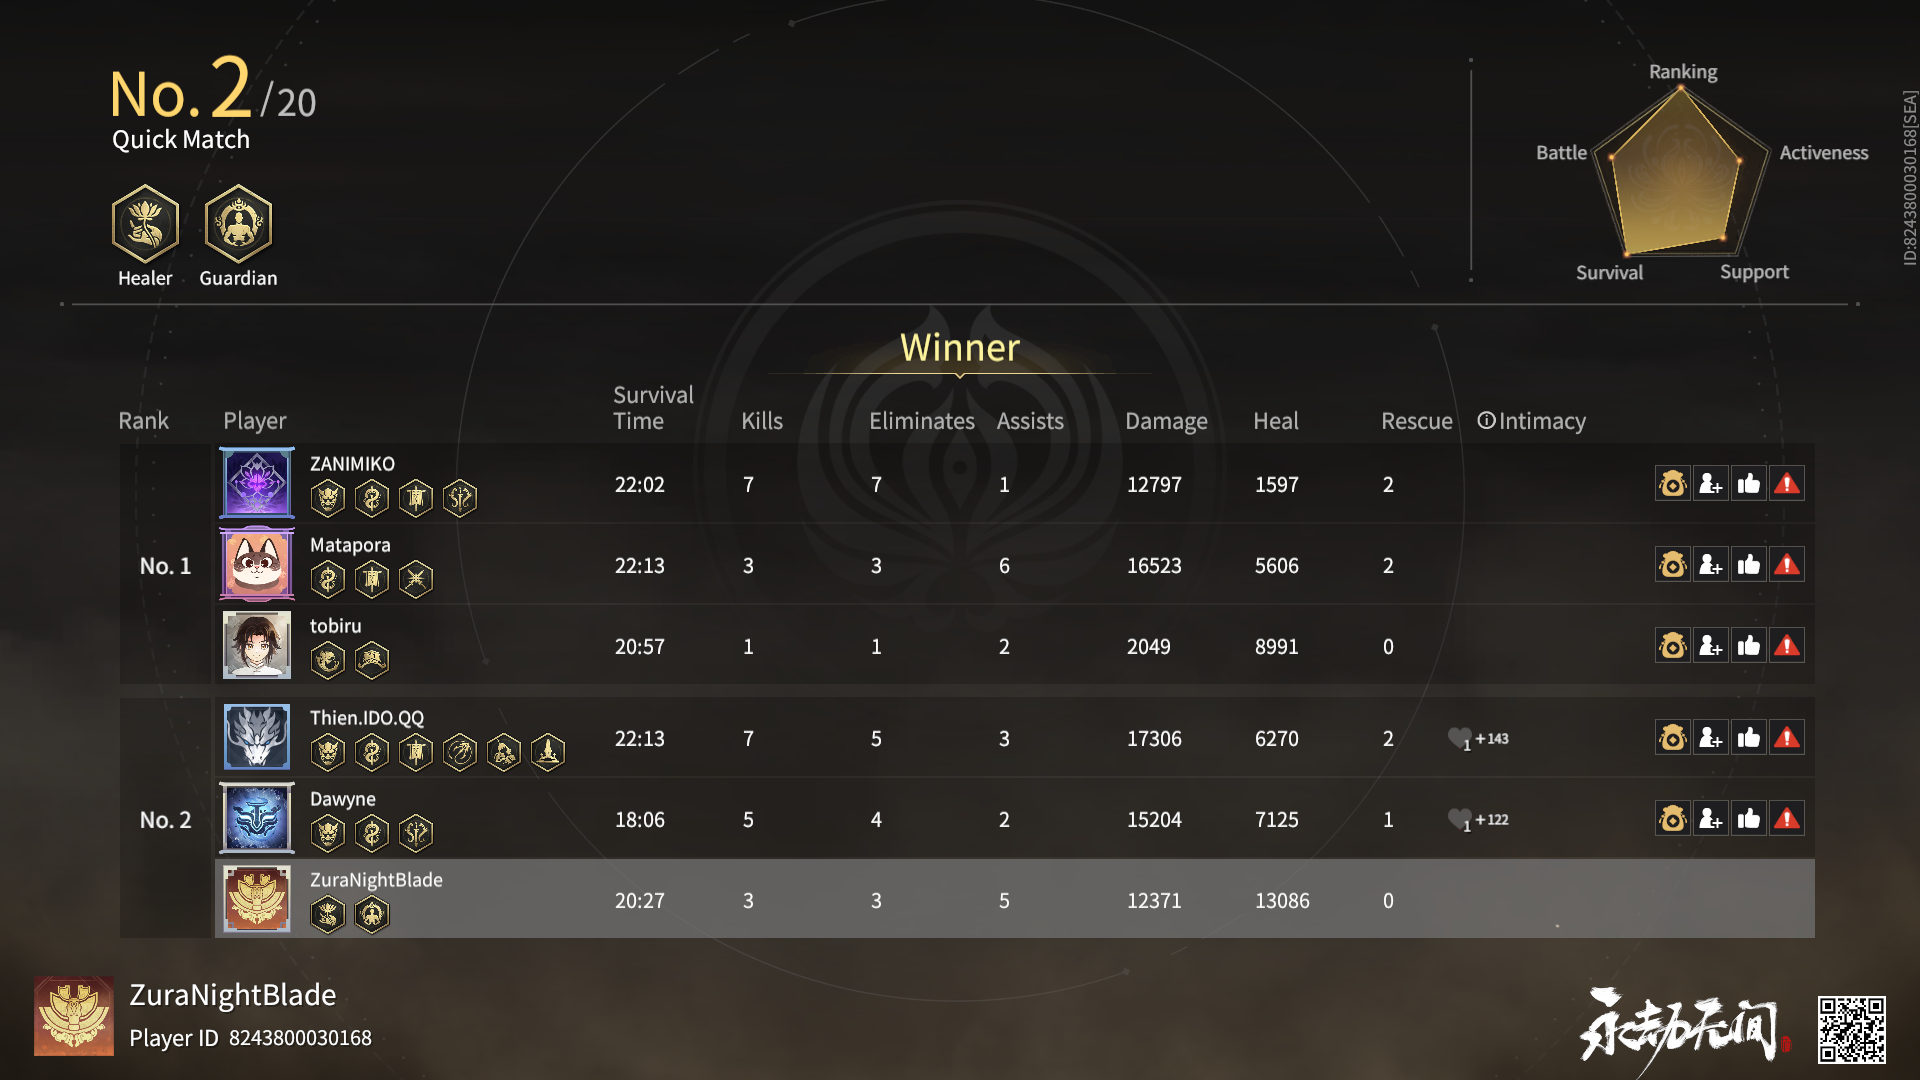 No. 2 /20
Quick Match
Healer Guardian
Ranking
Battle Activeness
Survival Support
ID:8243800030168[SEA]
Winner
Rank Player Survival Time Kills Eliminates Assists Damage Heal Rescue Intimacy
No. 1
ZANIMIKO 22:02 7 7 1 12797 1597 2
Matapora 22:13 3 3 6 16523 5606 2
tobiru 20:57 1 1 2 2049 8991 0
No. 2
Thien.IDO.QQ 22:13 7 5 3 17306 6270 2 1 +143
Dawyne 18:06 5 4 2 15204 7125 1 1 +122
ZuraNightBlade 20:27 3 3 5 12371 13086 0
ZuraNightBlade
Player ID 8243800030168
永劫无间